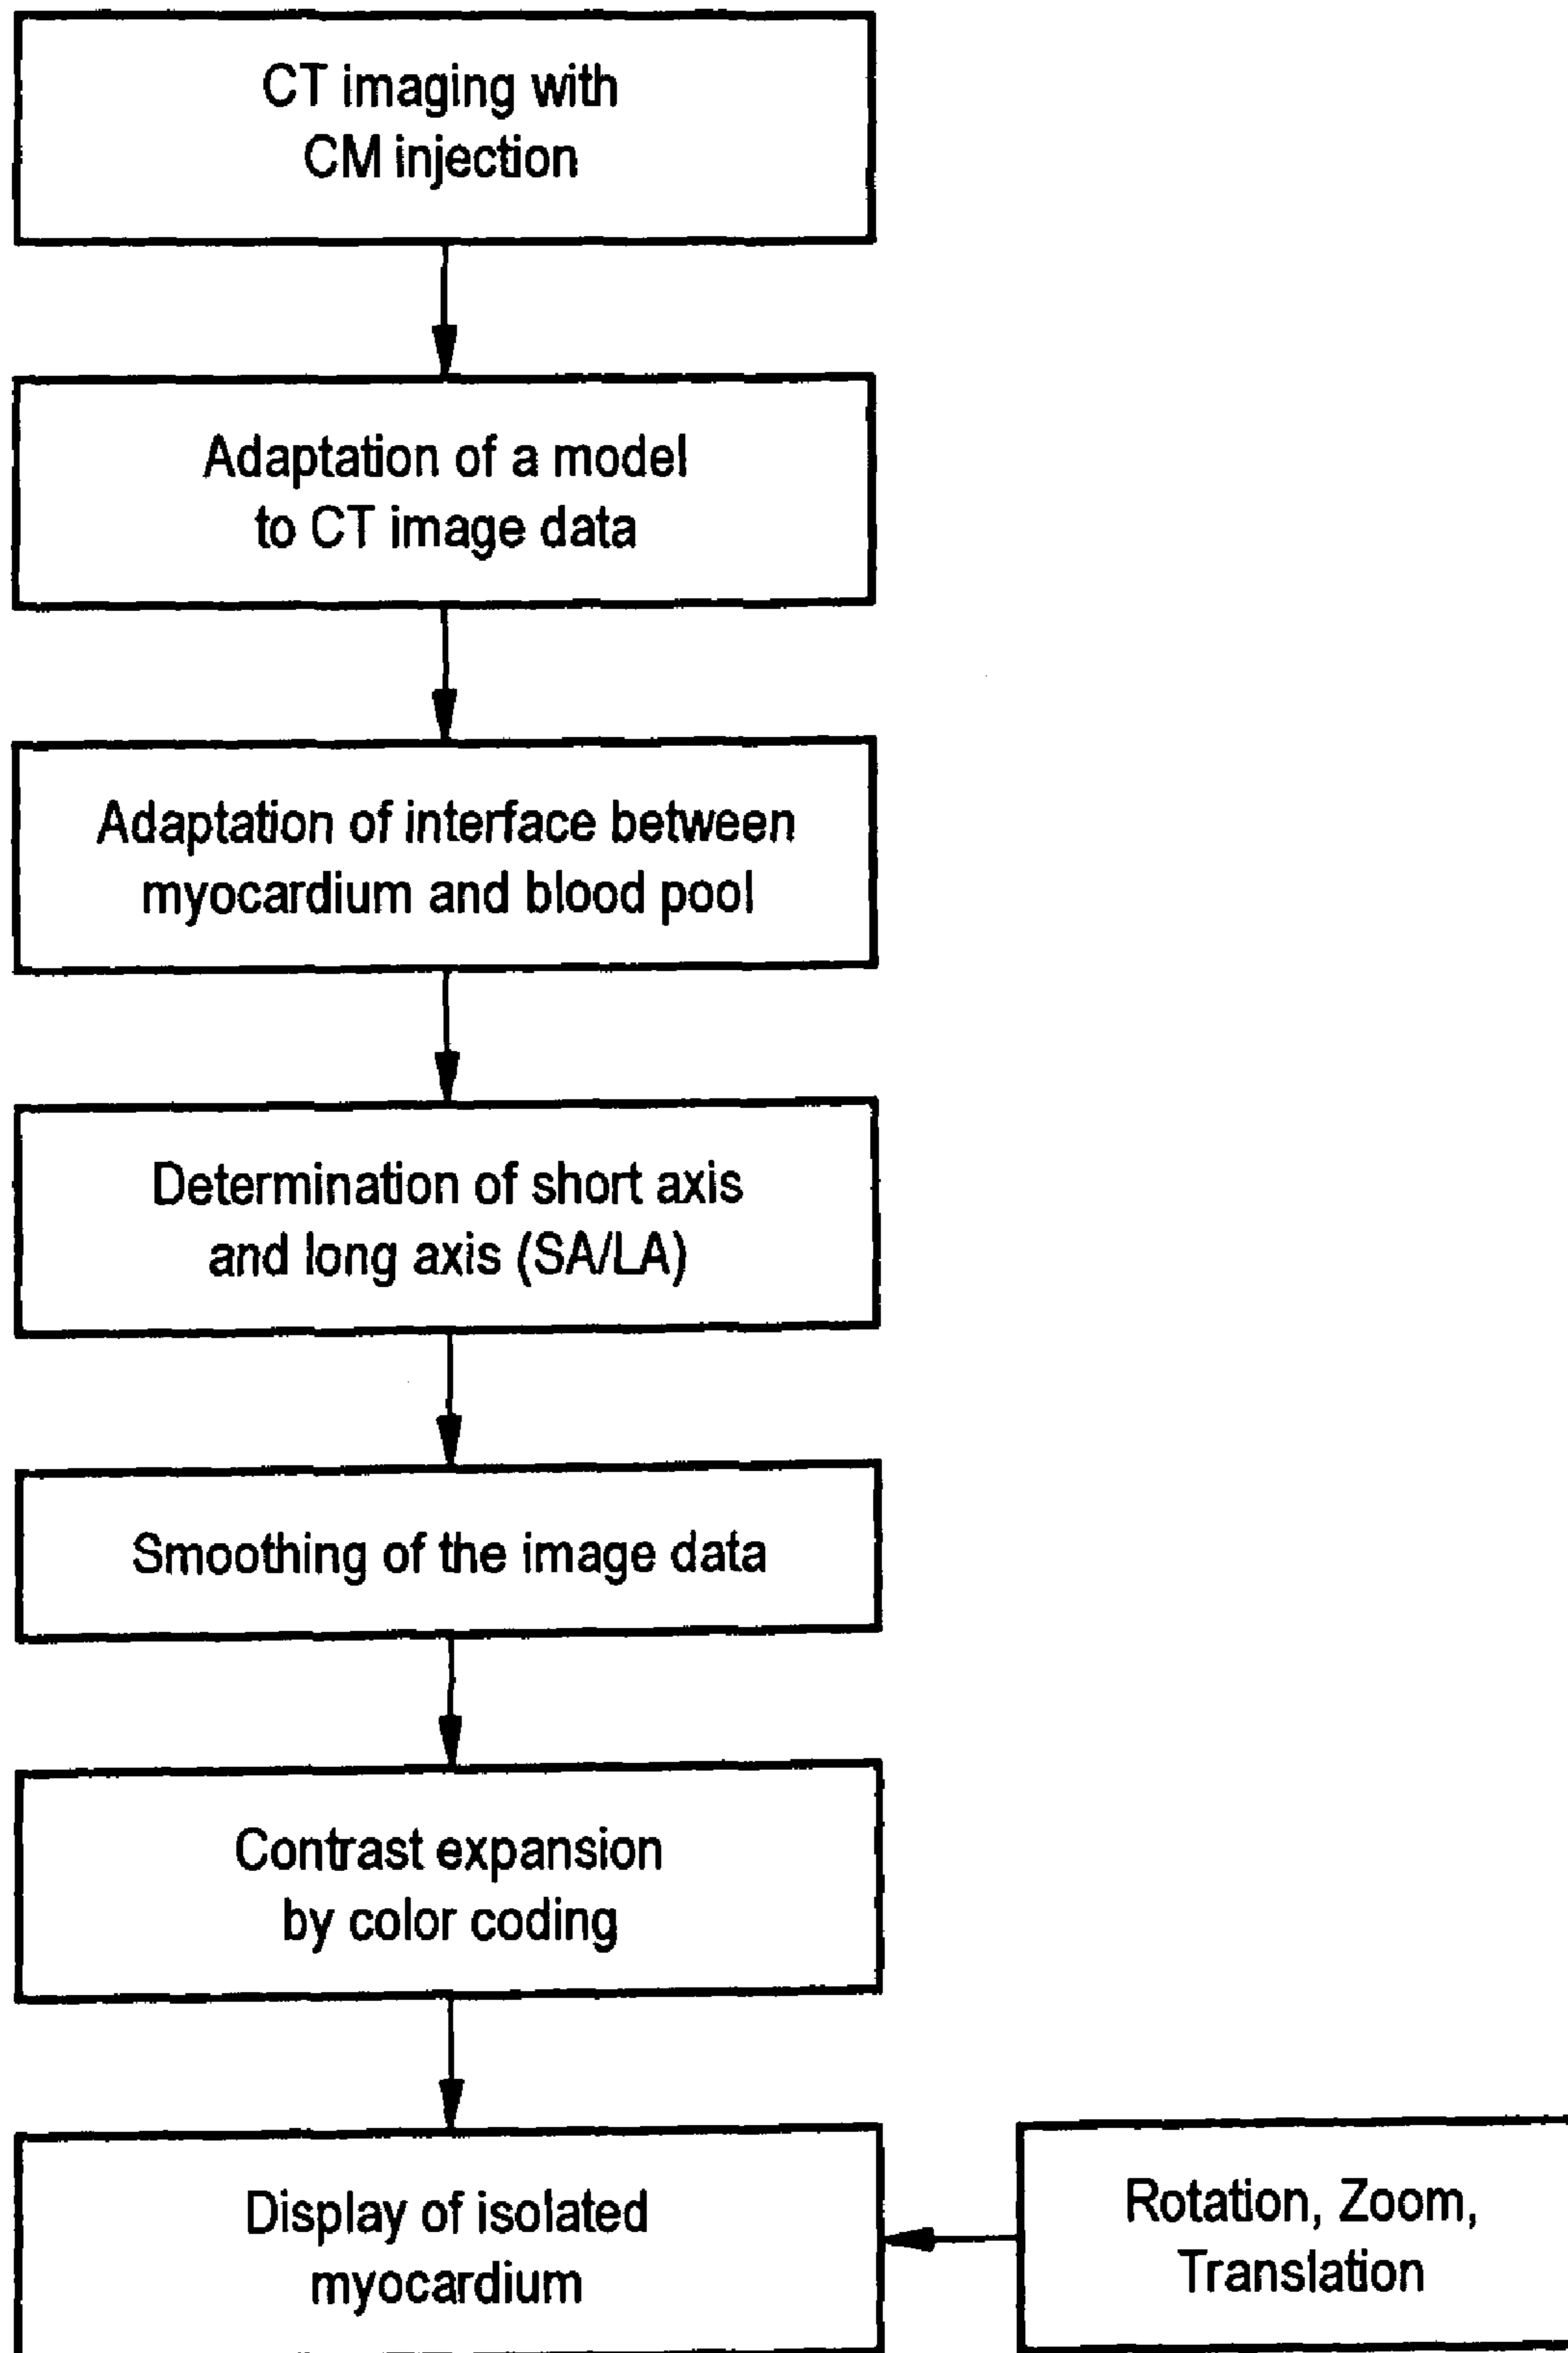 CT imaging with
CM injection
Adaptation of a model
to CT image data
Adaptation of interface between
myocardium and blood pool
Determination of short axis
and long axis (SA/LA)
Smoothing of the image data
Contrast expansion
by color coding
Display of isolated
myocardium
Rotation, Zoom,
Translation